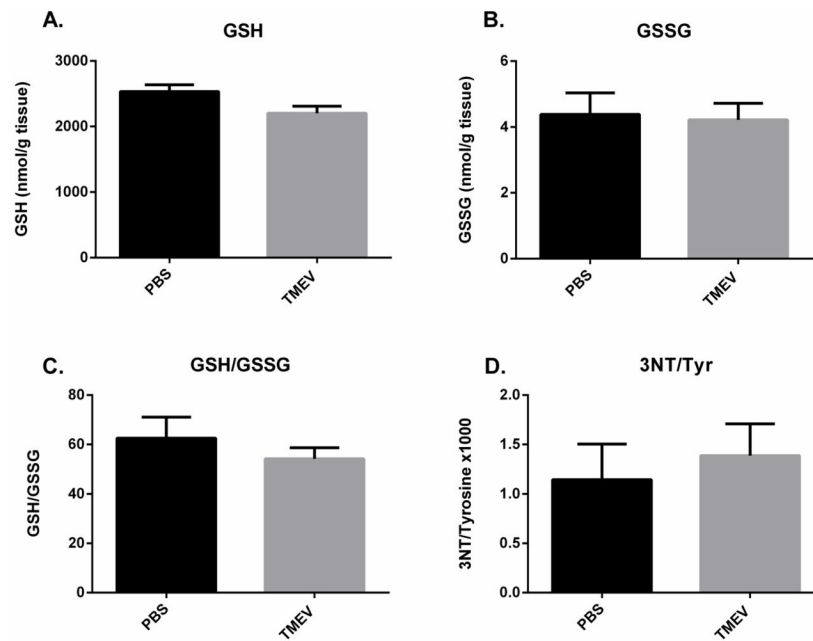 A.
GSH
GSH (nmol/g tissue)
3000
2000
1000
0
PBS
TMEV
B.
GSSG
GSSG (nmol/g tissue)
6
4
2
0
PBS
TMEV
C.
GSH/GSSG
GSH/GSSG
80
60
40
20
0
PBS
TMEV
D.
3NT/Tyr
3NT/Tyrosine x1000
2.0
1.5
1.0
0.5
0.0
PBS
TMEV